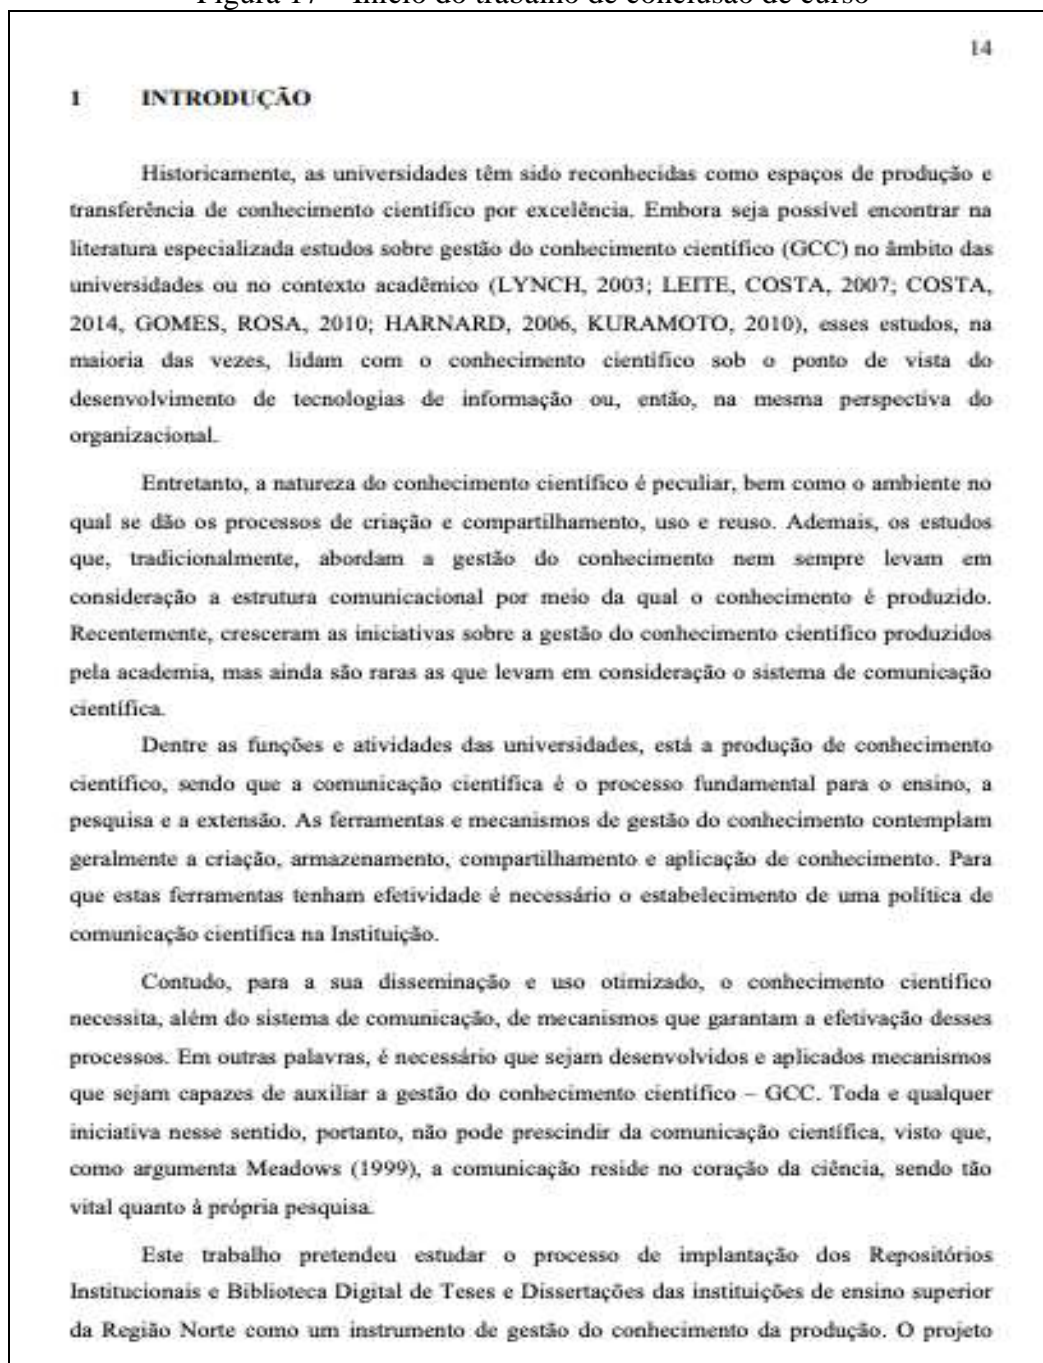 Figura 17 – Início do trabalho de conclusão de curso
14
1 INTRODUÇÃO
Historicamente, as universidades têm sido reconhecidas como espaços de produção e
transferência de conhecimento científico por excelência. Embora seja possível encontrar na
literatura especializada estudos sobre gestão do conhecimento científico (GCC) no âmbito das
universidades ou no contexto acadêmico (LYNCH, 2003; LEITE, COSTA, 2007; COSTA,
2014, GOMES, ROSA, 2010; HARNARD, 2006, KURAMOTO, 2010), esses estudos, na
maioria das vezes, lidam com o conhecimento científico sob o ponto de vista do
desenvolvimento de tecnologias de informação ou, então, na mesma perspectiva do
organizacional.
Entretanto, a natureza do conhecimento científico é peculiar, bem como o ambiente no
qual se dão os processos de criação e compartilhamento, uso e reuso. Ademais, os estudos
que, tradicionalmente, abordam a gestão do conhecimento nem sempre levam em
consideração a estrutura comunicacional por meio da qual o conhecimento é produzido.
Recentemente, cresceram as iniciativas sobre a gestão do conhecimento científico produzidos
pela academia, mas ainda são raras as que levam em consideração o sistema de comunicação
científica.
Dentre as funções e atividades das universidades, está a produção de conhecimento
científico, sendo que a comunicação científica é o processo fundamental para o ensino, a
pesquisa e a extensão. As ferramentas e mecanismos de gestão do conhecimento contemplam
geralmente a criação, armazenamento, compartilhamento e aplicação de conhecimento. Para
que estas ferramentas tenham efetividade é necessário o estabelecimento de uma política de
comunicação científica na Instituição.
Contudo, para a sua disseminação e uso otimizado, o conhecimento científico
necessita, além do sistema de comunicação, de mecanismos que garantam a efetivação desses
processos. Em outras palavras, é necessário que sejam desenvolvidos e aplicados mecanismos
que sejam capazes de auxiliar a gestão do conhecimento científico – GCC. Toda e qualquer
iniciativa nesse sentido, portanto, não pode prescindir da comunicação científica, visto que,
como argumenta Meadows (1999), a comunicação reside no coração da ciência, sendo tão
vital quanto à própria pesquisa.
Este trabalho pretendeu estudar o processo de implantação dos Repositórios
Institucionais e Biblioteca Digital de Teses e Dissertações das instituições de ensino superior
da Região Norte como um instrumento de gestão do conhecimento da produção. O projeto